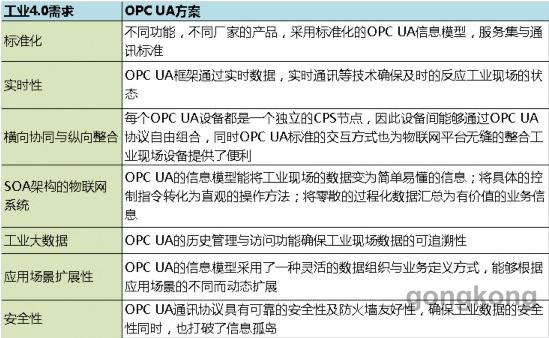 工业4.0需求 OPC UA方案
标准化
不同功能，不同厂家的产品，采用标准化的OPC UA信息模型，服务集与
通讯标准
实时性
OPC UA框架通过实时数据，实时通讯等技术确保及时的反应工业现场的状
态
横向协同与纵向整合
每个OPC UA设备都是一个独立的CPS节点，因此设备间能够通过OPC UA
协议自由组合，同时OPC UA标准的交互方式也为物联网平台无缝的整合工
业现场设备提供了便利
SOA架构的物联网
系统
OPC UA的信息模型能将工业现场的数据变为简单易懂的信息；将具体的控
制指令转化为直观的操作方法；将零散的过程化数据汇总为有价值的业务信
息
工业大数据
OPC UA的历史管理与访问功能确保工业现场数据的可追溯性
应用场景扩展性
OPC UA的信息模型采用了一种灵活的数据组织与业务定义方式，能够根据
应用场景的不同而动态扩展
安全性
OPC UA通讯协议具有可靠的安全性及防火墙友好性，确保工业数据的安全
性同时，也打破了信息孤岛
gongkong